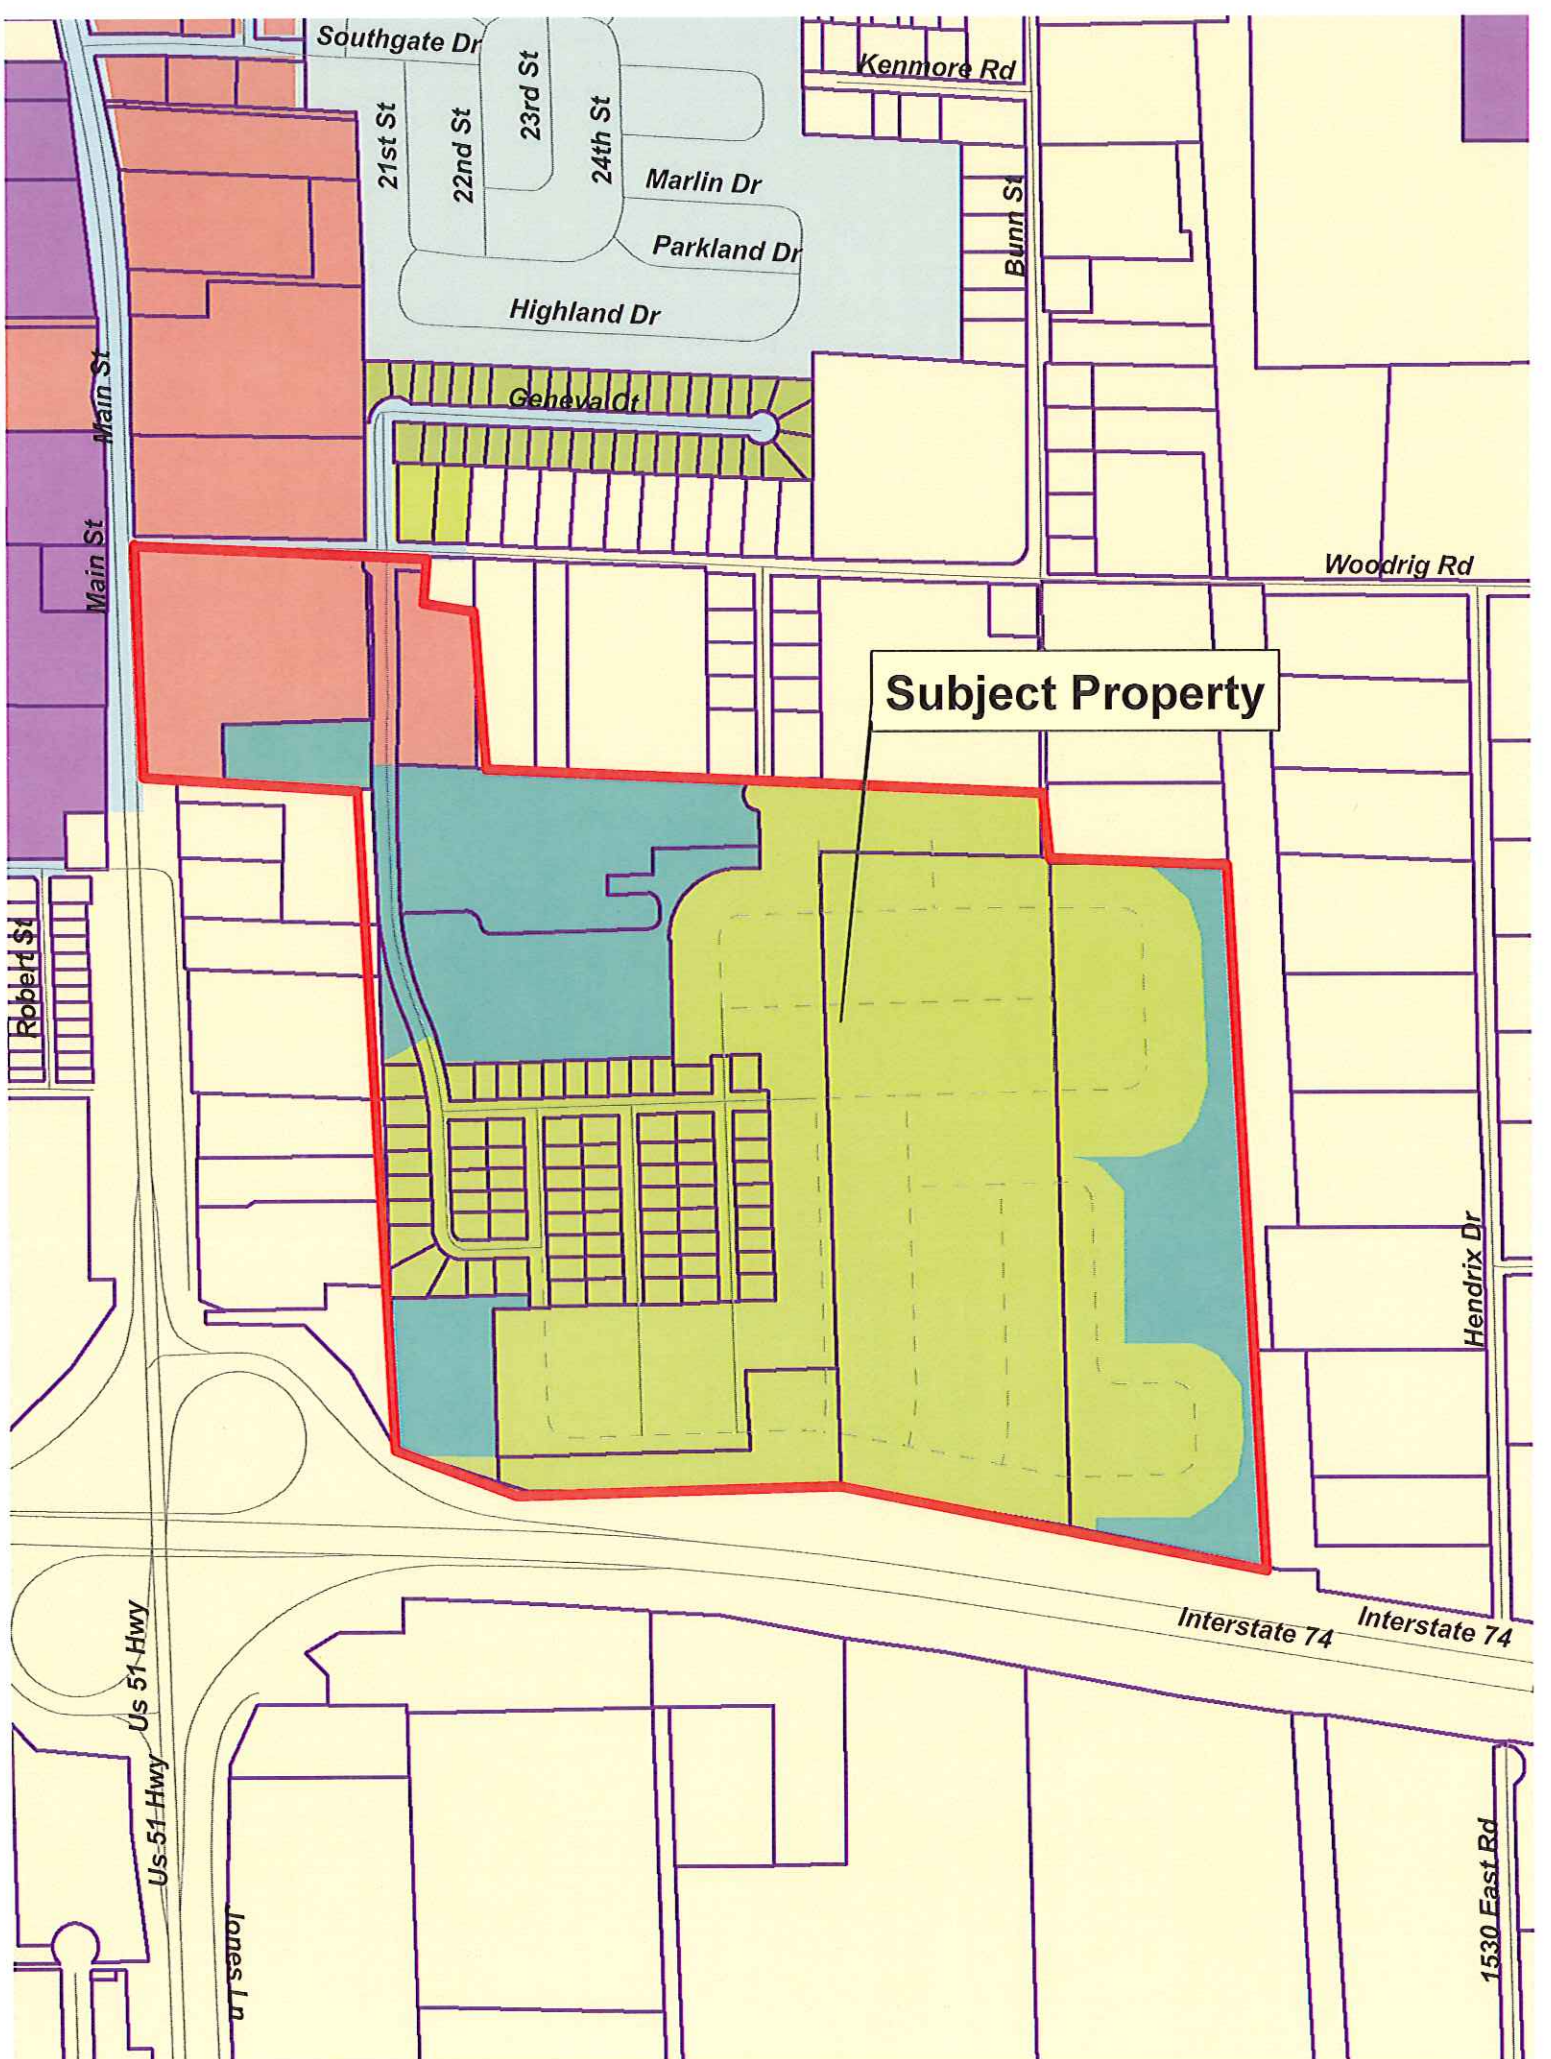 Southgate Dr
Kenmore Rd
21st St
22nd St
23rd St
24th St
Marlin Dr
Bunn St
Parkland Dr
Highland Dr
Main St
Geneva Ct
Main St
Woodrig Rd
Subject Property
Robert St
Hendrix Dr
Us 51 Hwy
Interstate 74
Interstate 74
Us 51 Hwy
Jones Ln
1530 East Rd